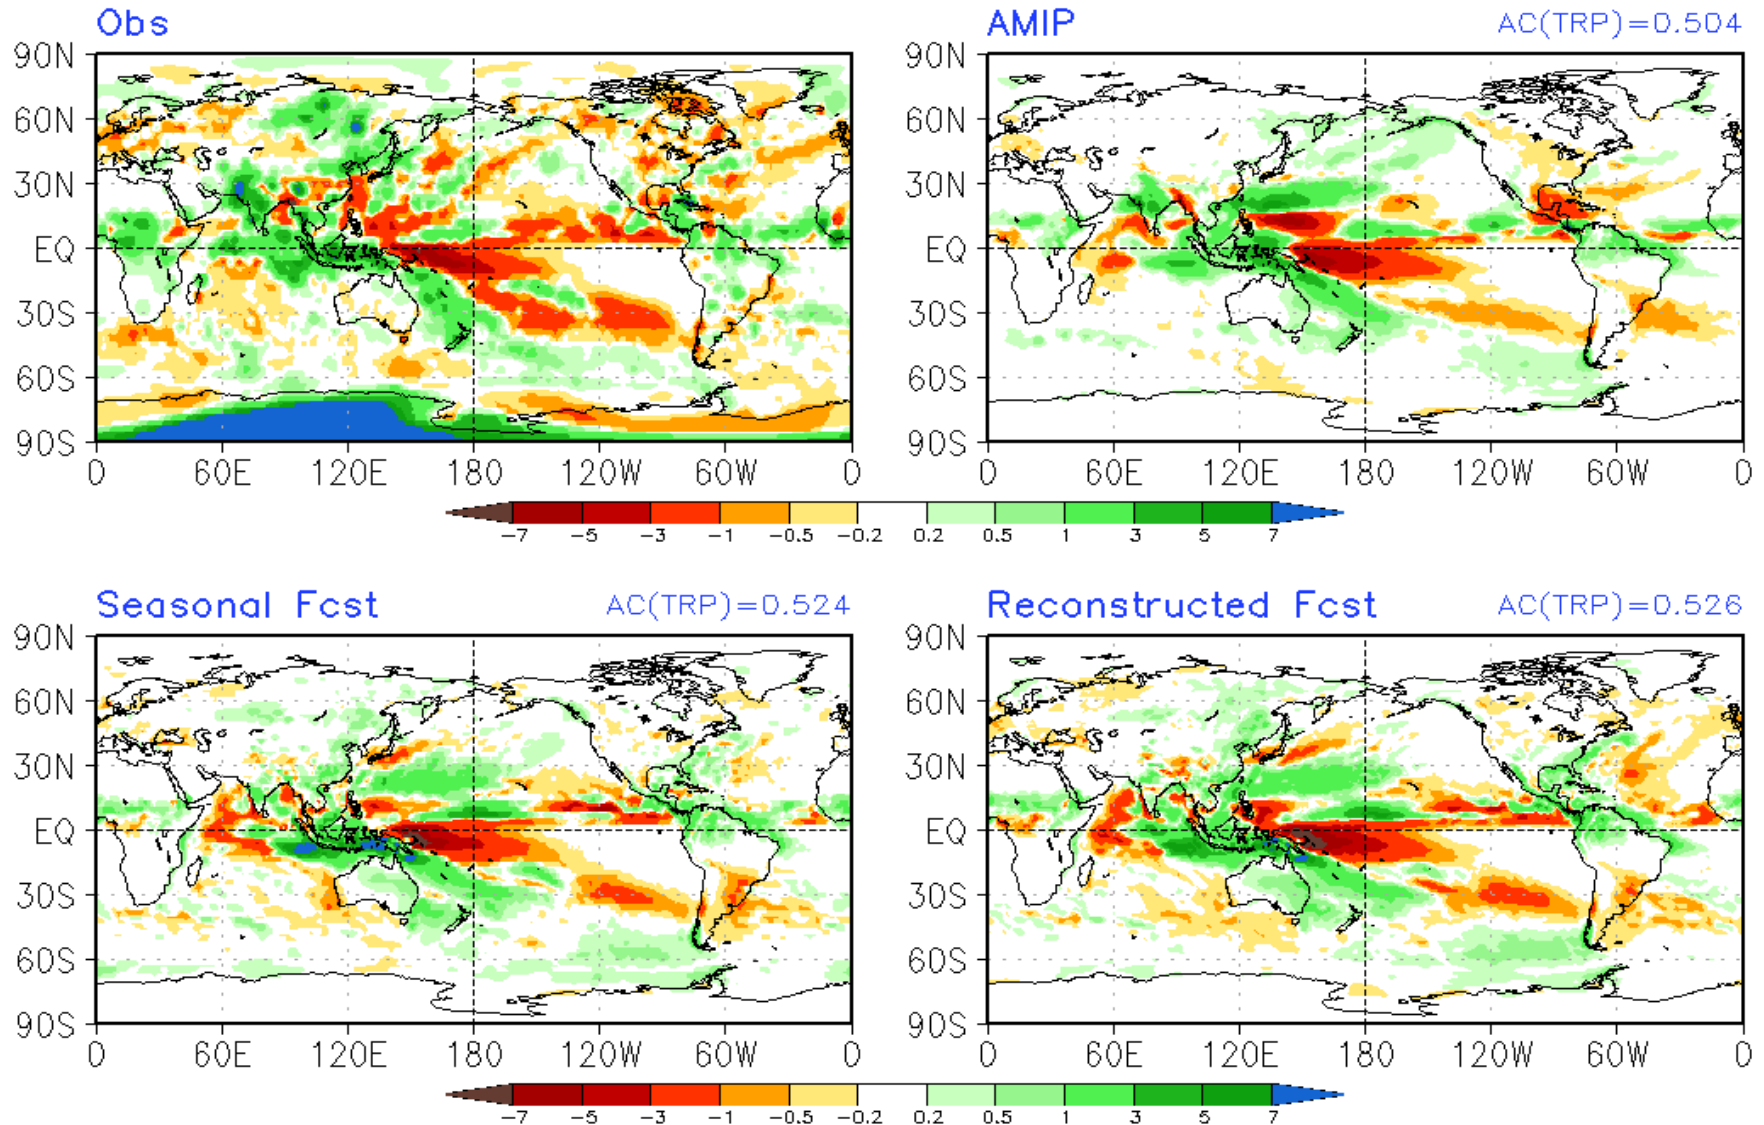 Obs
AMIP AC(TRP)=0.504
90N
60N
30N
EQ
30S
60S
90S
0 60E 120E 180 120W 60W 0
90N
60N
30N
EQ
30S
60S
90S
0 60E 120E 180 120W 60W 0
-7 -5 -3 -1 -0.5 -0.2 0.2 0.5 1 3 5 7
Seasonal Fcst AC(TRP)=0.524
Reconstructed Fcst AC(TRP)=0.526
90N
60N
30N
EQ
30S
60S
90S
0 60E 120E 180 120W 60W 0
90N
60N
30N
EQ
30S
60S
90S
0 60E 120E 180 120W 60W 0
-7 -5 -3 -1 -0.5 -0.2 0.2 0.5 1 3 5 7